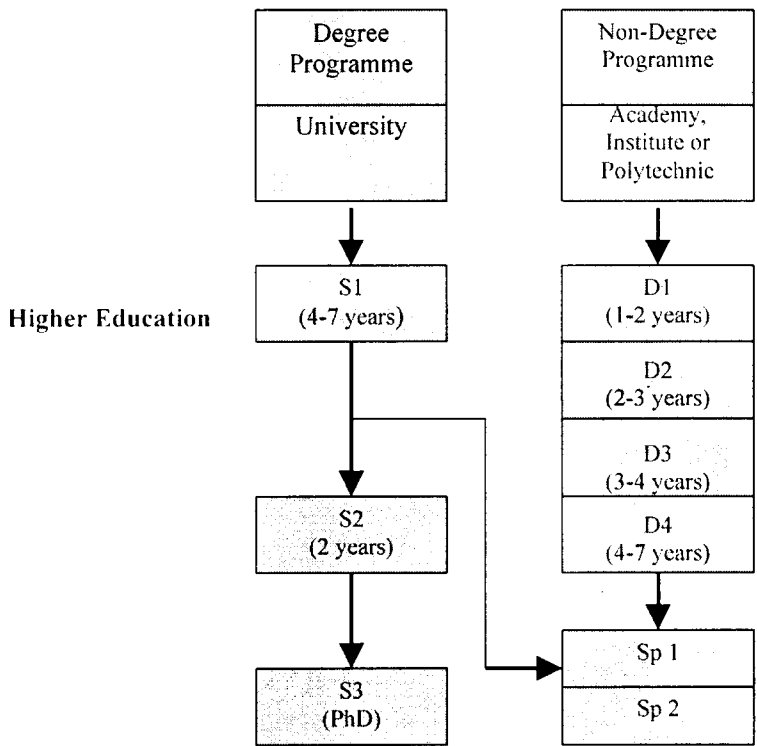 Degree
Programme
University
Non-Degree
Programme
Academy,
Institute or
Polytechnic
Higher Education
S1
(4-7 years)
S2
(2 years)
S3
(PhD)
D1
(1-2 years)
D2
(2-3 years)
D3
(3-4 years)
D4
(4-7 years)
Sp 1
Sp 2